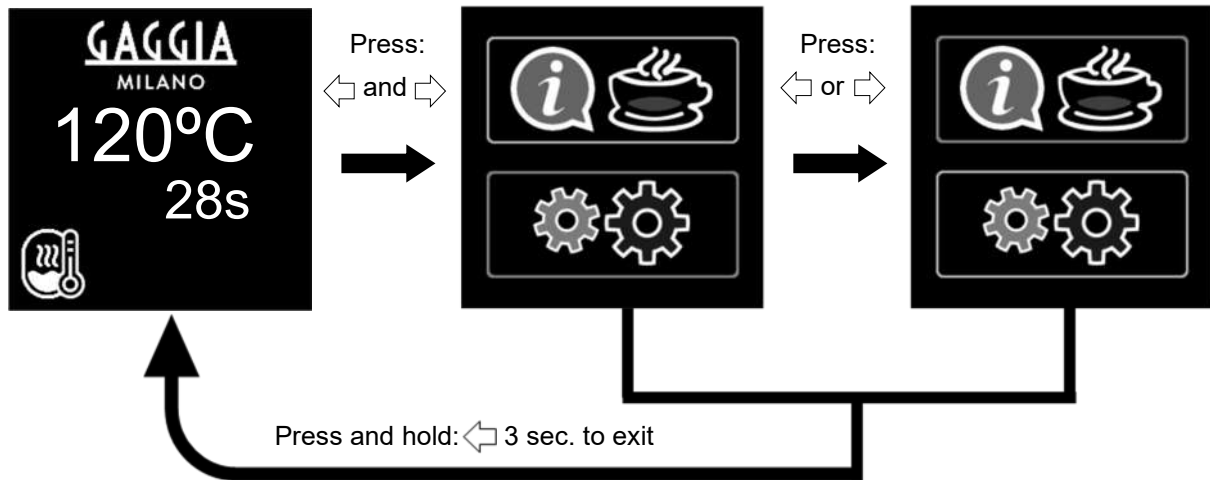 GAGGIA
MILANO
120ºC
28s
Press:
and
i
Press:
or
i
Press and hold: 3 sec. to exit